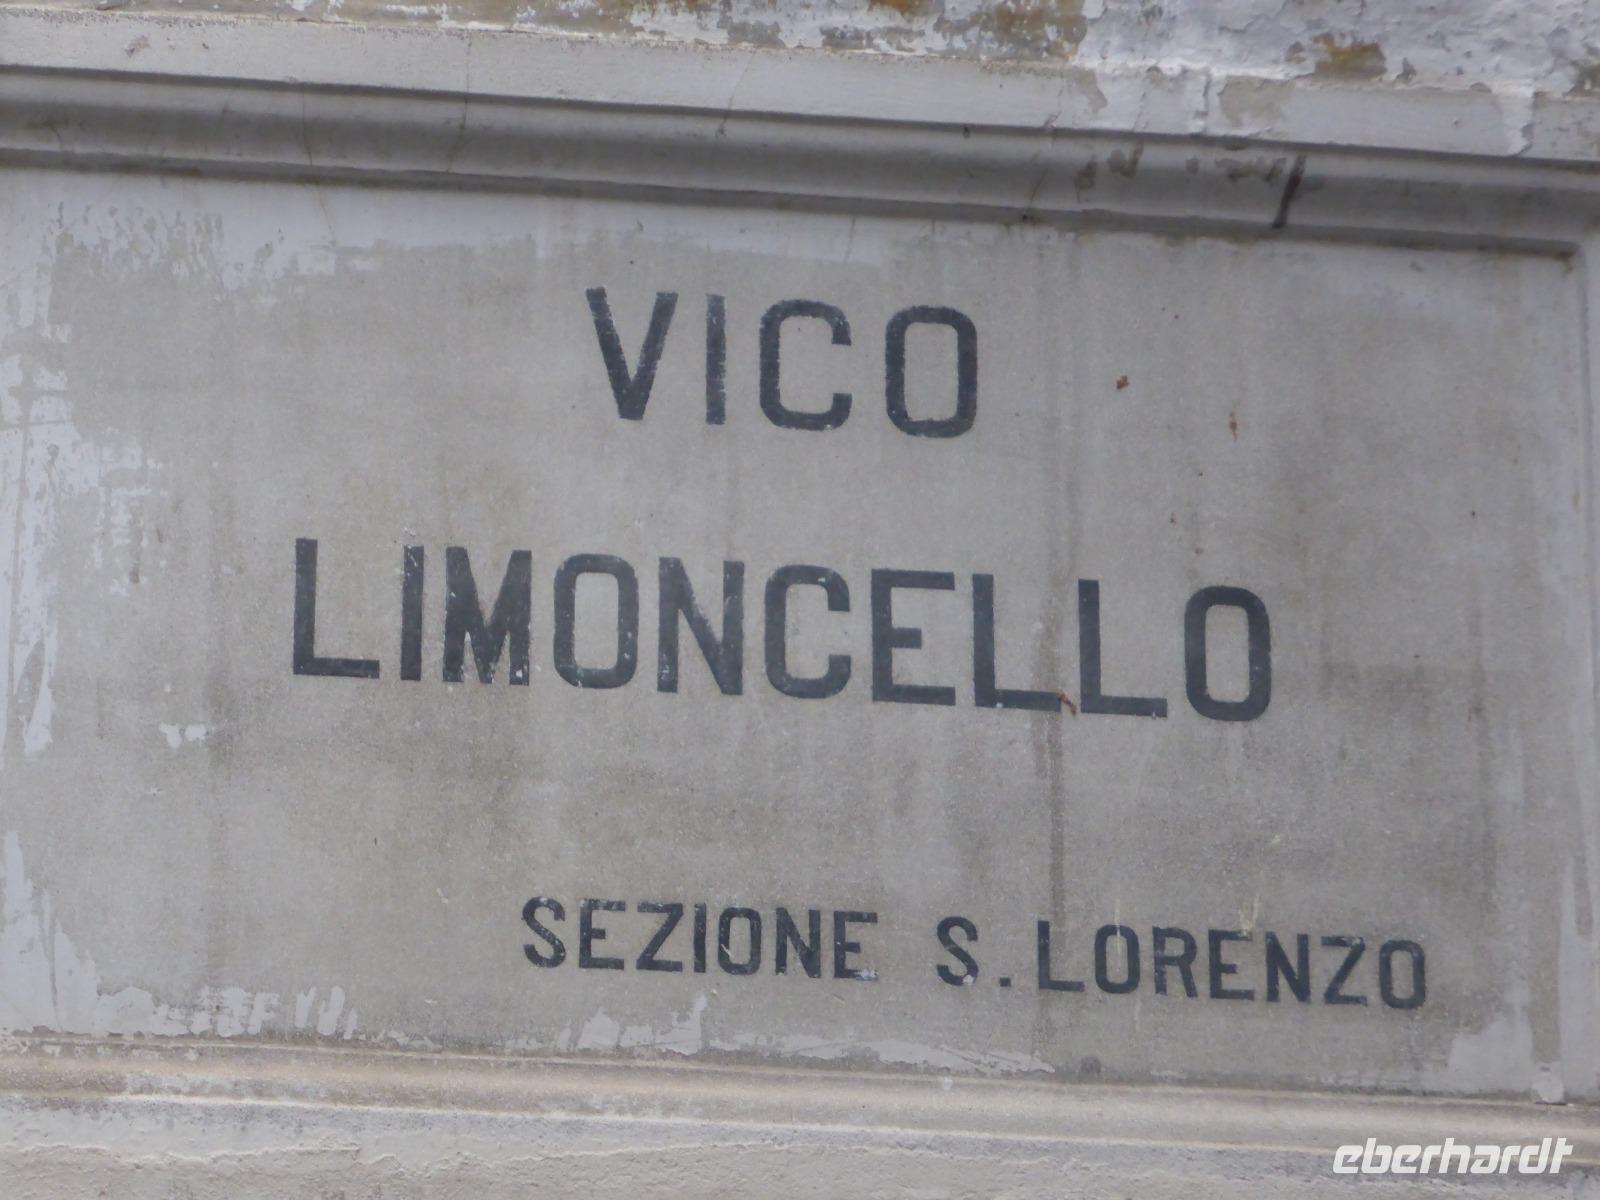 VICO
LIMONCELLO
SEZIONE S. LORENZO
eberhardt